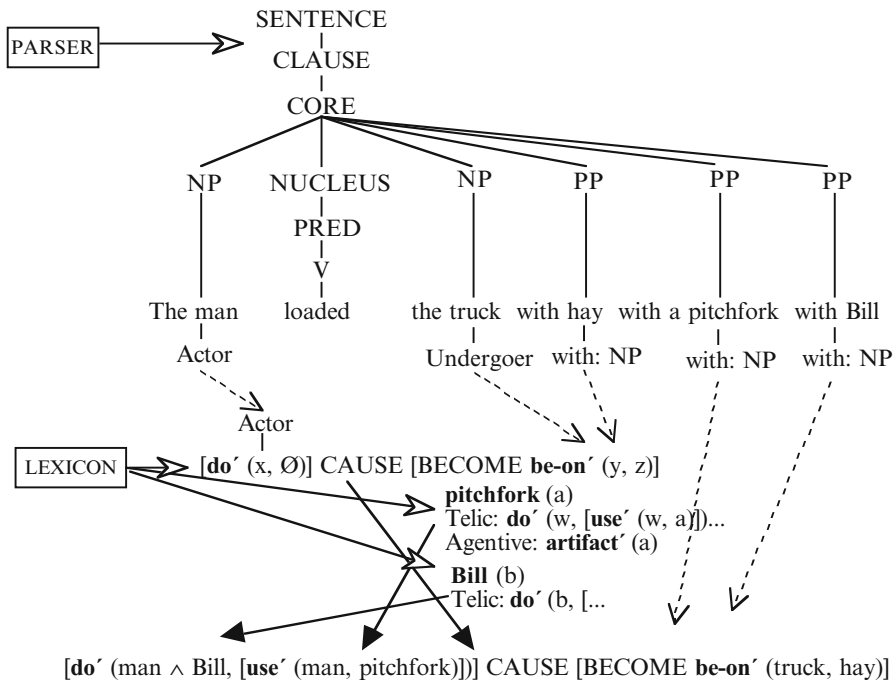 SENTENCE
PARSER
CLAUSE
CORE
NP NUCLEUS NP PP PP PP
PRED
V
The man loaded the truck with hay with a pitchfork with Bill
Actor Undergoer with: NP with: NP with: NP
Actor
LEXICON [do´ (x, Ø)] CAUSE [BECOME be-on´ (y, z)]
pitchfork (a)
Telic: do´ (w, [use´ (w, a)])...
Agentive: artifact´ (a)
Bill (b)
Telic: do´ (b, [...
[do´ (man ∧ Bill, [use´ (man, pitchfork)])] CAUSE [BECOME be-on´ (truck, hay)]